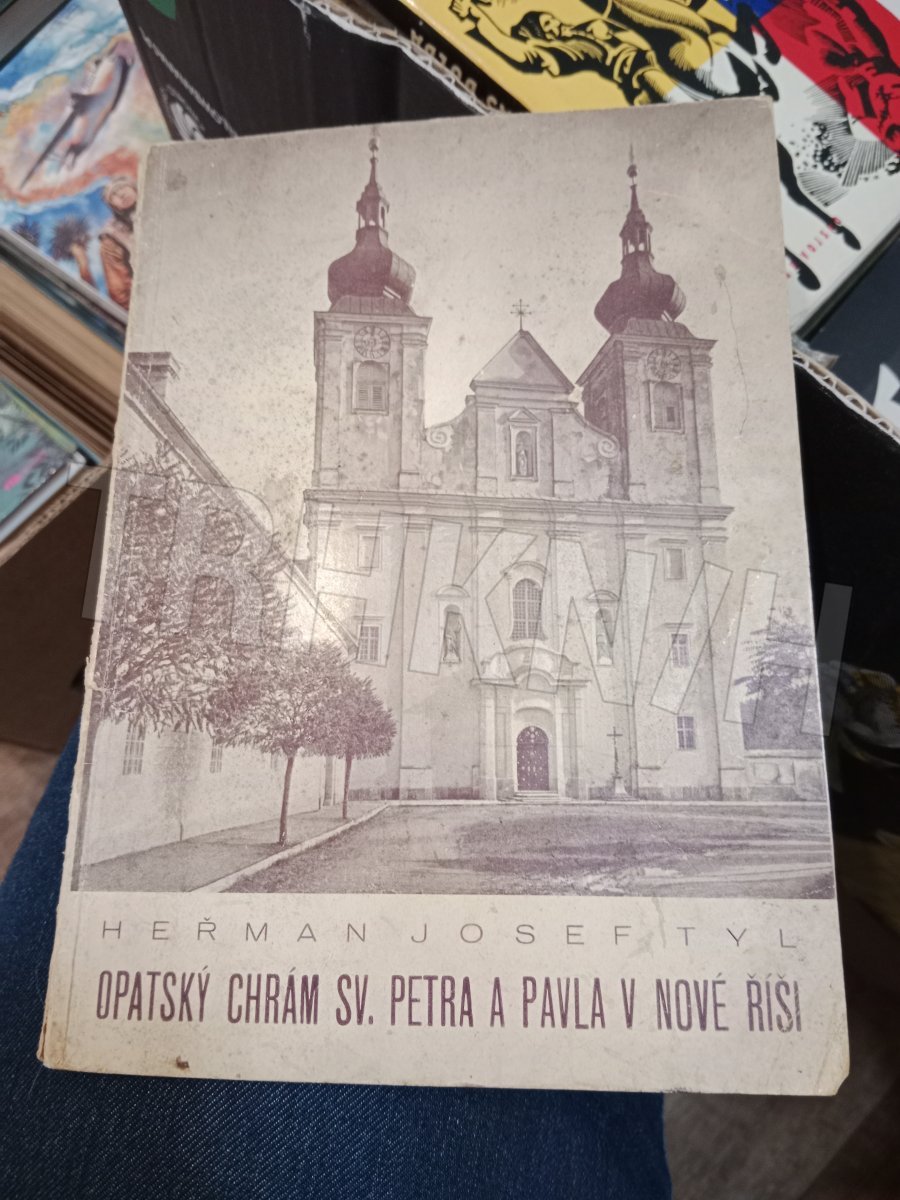 HEŘMAN JOSEF TYL
OPATSKÝ CHRÁM SV. PETRA A PAVLA V NOVÉ ŘÍŠI